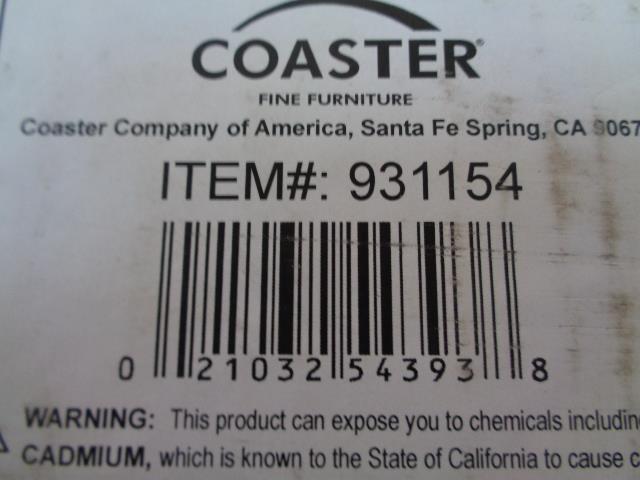 COASTER®
FINE FURNITURE
Coaster Company of America, Santa Fe Spring, CA 9067
ITEM#: 931154
0 21032 54393 8
WARNING: This product can expose you to chemicals including
CADMIUM, which is known to the State of California to cause c